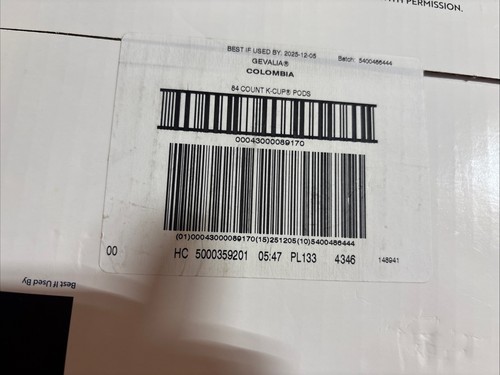 PERMISSION.
BEST IF USED BY: 2025-12-05 Batch: 5400486444
GEVALIA®
COLOMBIA
84 COUNT K-CUP® PODS
00043000089170
(01)00043000089170(15)251205(10)5400486444
00 HC 5000359201 05:47 PL133 4346 148941
Best If Used By